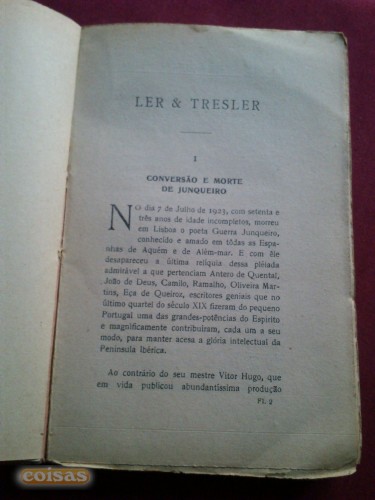 LER & TRESLER
I
CONVERSÃO E MORTE
DE JUNQUEIRO
NO dia 7 de Julho de 1923, com setenta e
três anos de idade incompletos, morreu
em Lisboa o poeta Guerra Junqueiro,
conhecido e amado em tôdas as Espa-
nhas de Aquém e de Além-mar. E com êle
desapareceu a última relíquia dessa plêiada
admirável a que pertenciam Antero de Quental,
João de Deus, Camilo, Ramalho, Oliveira Mar-
tins, Eça de Queiroz, escritores geniais que no
último quartel do século XIX fizeram do pequeno
Portugal uma das grandes-potências do Espírito
e magnìficamente contribuíram, cada um a seu
modo, para manter acesa a glória intelectual da
Península Ibérica.
Ao contrário do seu mestre Vítor Hugo, que
em vida publicou abundantíssima produção
Fl. 2
coisas